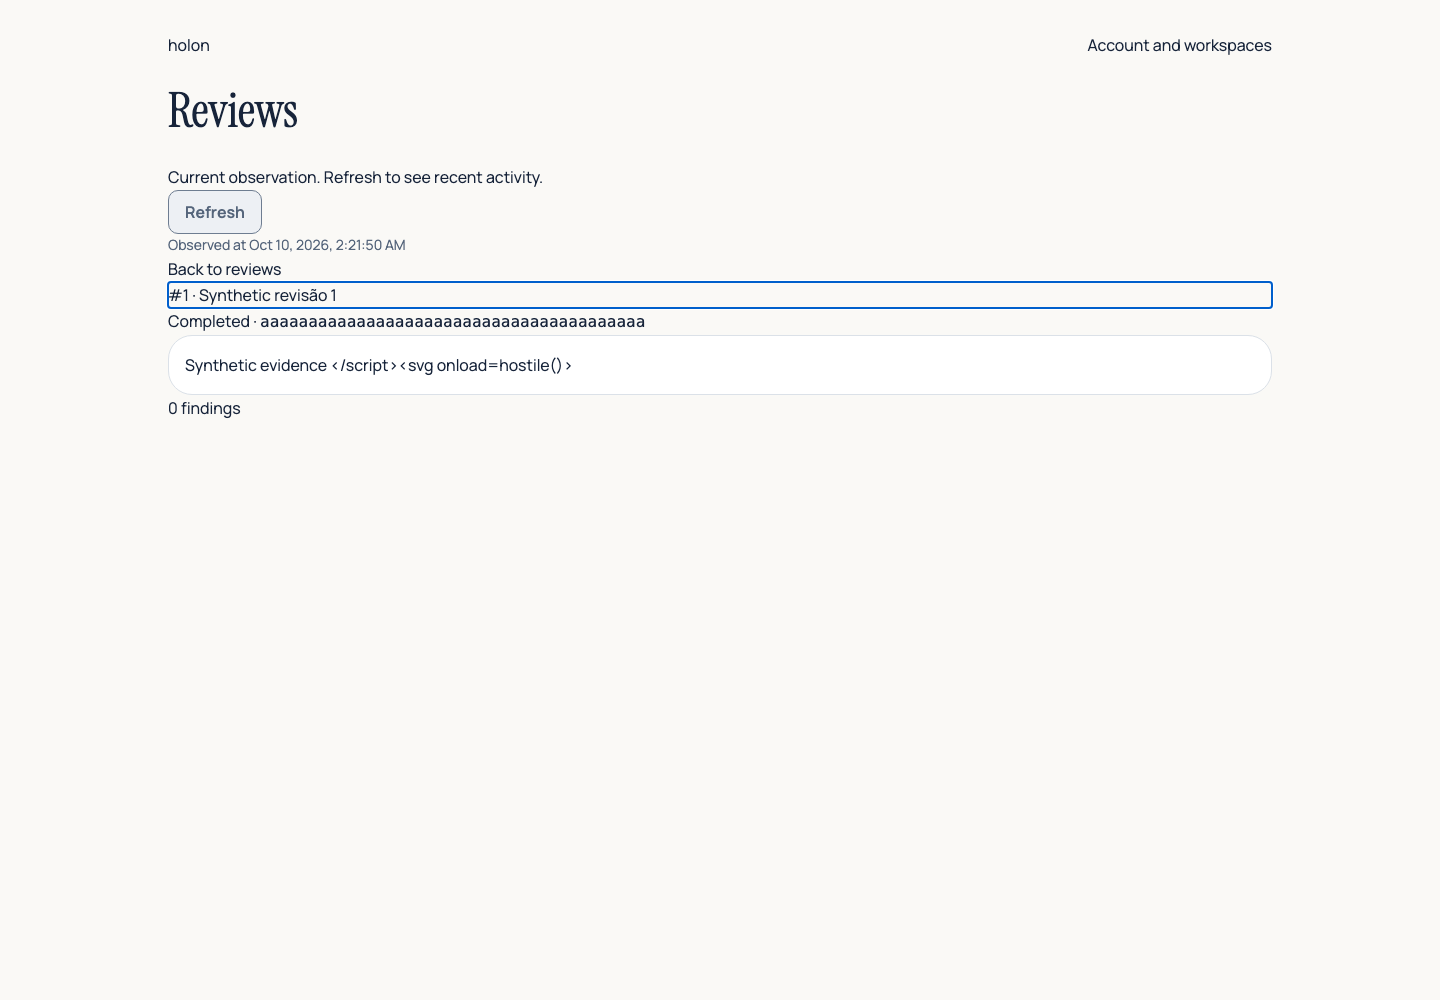 holon
Account and workspaces
Reviews
Current observation. Refresh to see recent activity.
Refresh
Observed at Oct 10, 2026, 2:21:50 AM
Back to reviews
#1 · Synthetic revisão 1
Completed · aaaaaaaaaaaaaaaaaaaaaaaaaaaaaaaaaaaaaaaa
Synthetic evidence </script><svg onload=hostile()>
0 findings